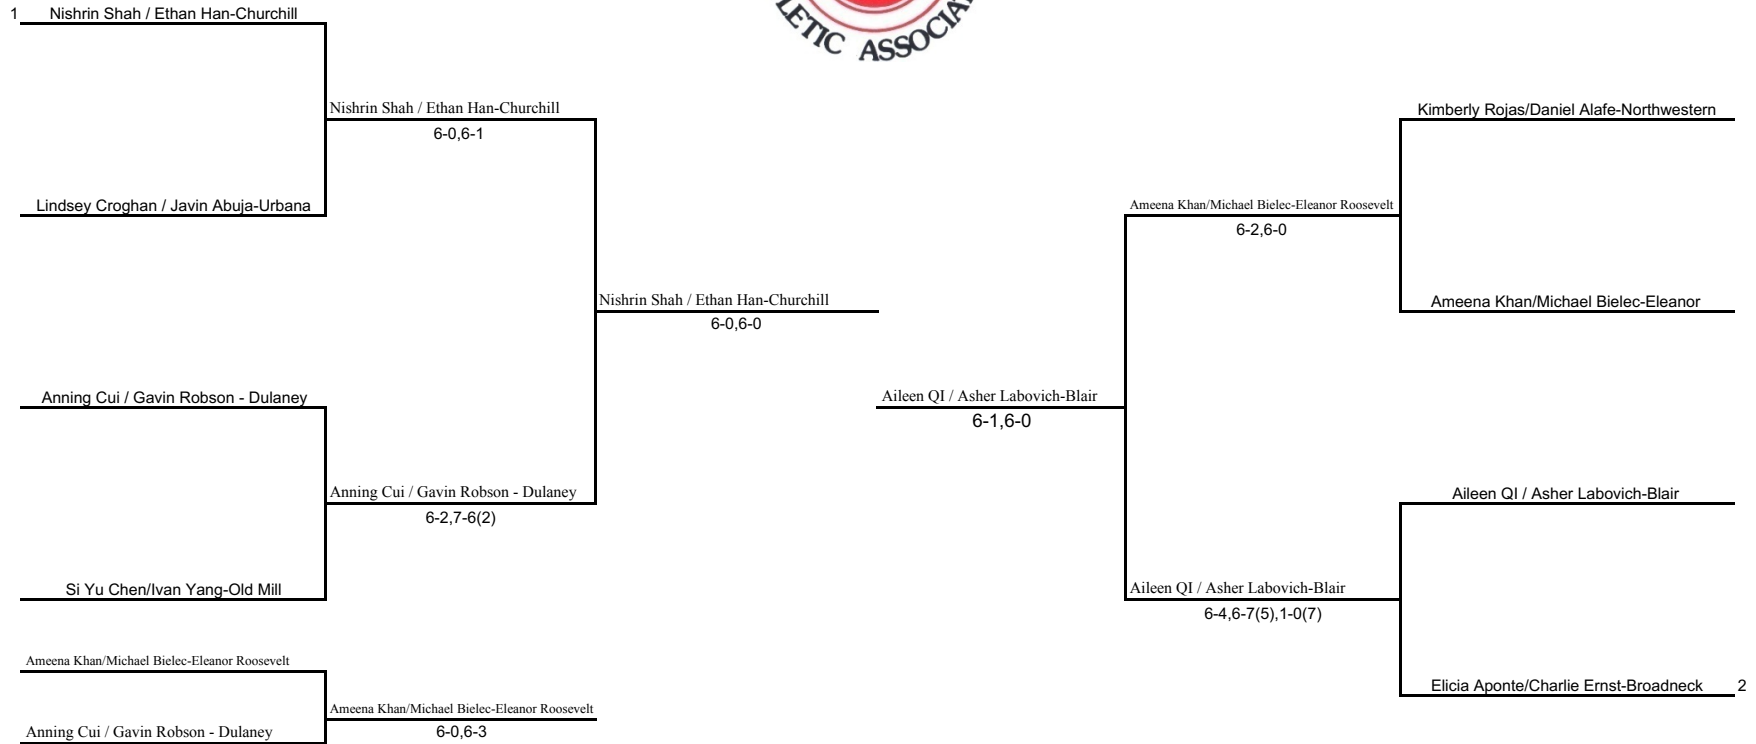 LETIC ASSOCIA
1 Nishrin Shah / Ethan Han-Churchill
Nishrin Shah / Ethan Han-Churchill
6-0,6-1
Lindsey Croghan / Javin Abuja-Urbana
Nishrin Shah / Ethan Han-Churchill
6-0,6-0
Anning Cui / Gavin Robson - Dulaney
Anning Cui / Gavin Robson - Dulaney
6-2,7-6(2)
Si Yu Chen/Ivan Yang-Old Mill
Ameena Khan/Michael Bielec-Eleanor Roosevelt
Ameena Khan/Michael Bielec-Eleanor Roosevelt
6-0,6-3
Anning Cui / Gavin Robson - Dulaney
Aileen QI / Asher Labovich-Blair
6-1,6-0
Kimberly Rojas/Daniel Alafe-Northwestern
Ameena Khan/Michael Bielec-Eleanor Roosevelt
6-2,6-0
Ameena Khan/Michael Bielec-Eleanor
Aileen QI / Asher Labovich-Blair
Aileen QI / Asher Labovich-Blair
6-4,6-7(5),1-0(7)
Elicia Aponte/Charlie Ernst-Broadneck 2